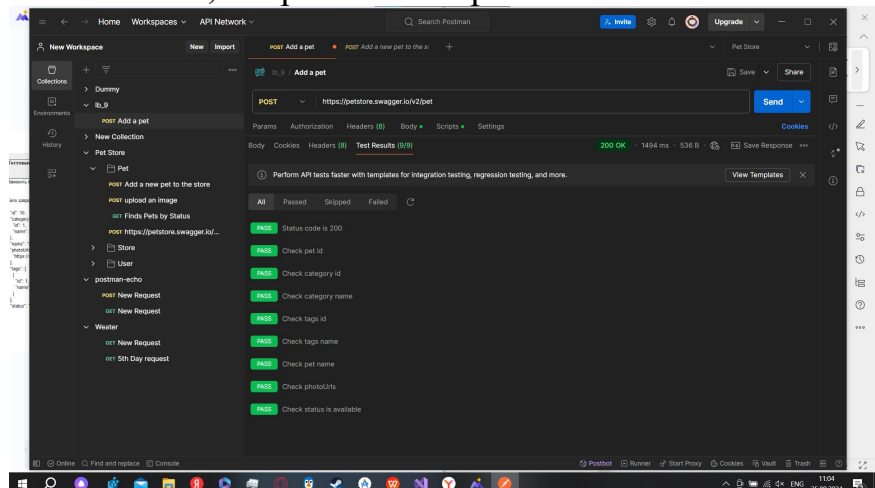 Home Workspaces API Network
Search Postman
Invite
Upgrade
New Workspace New Import
POST Add a pet
POST Add a new pet to the s
Pet Store
Collections
Environments
History
Dummy
lb_9
POST Add a pet
New Collection
Pet Store
Pet
POST Add a new pet to the store
POST upload an image
GET Finds Pets by Status
POST https://petstore.swagger.io/...
Store
User
postman-echo
POST New Request
GET New Request
Weater
GET New Request
GET 5th Day request
lb_9 / Add a pet
Save Share
POST https://petstore.swagger.io/v2/pet Send
Params Authorization Headers (8) Body Scripts Settings Cookies
Body Cookies Headers (8) Test Results (9/9) 200 OK 1494 ms 536 B Save Response
Perform API tests faster with templates for integration testing, regression testing, and more. View Templates
All Passed Skipped Failed
PASS Status code is 200
PASS Check pet id
PASS Check category id
PASS Check category name
PASS Check tags id
PASS Check tags name
PASS Check pet name
PASS Check photoUrls
PASS Check status is available
Online Find and replace Console Postbot Runner Start Proxy Cookies Vault Trash
ENG 11:04